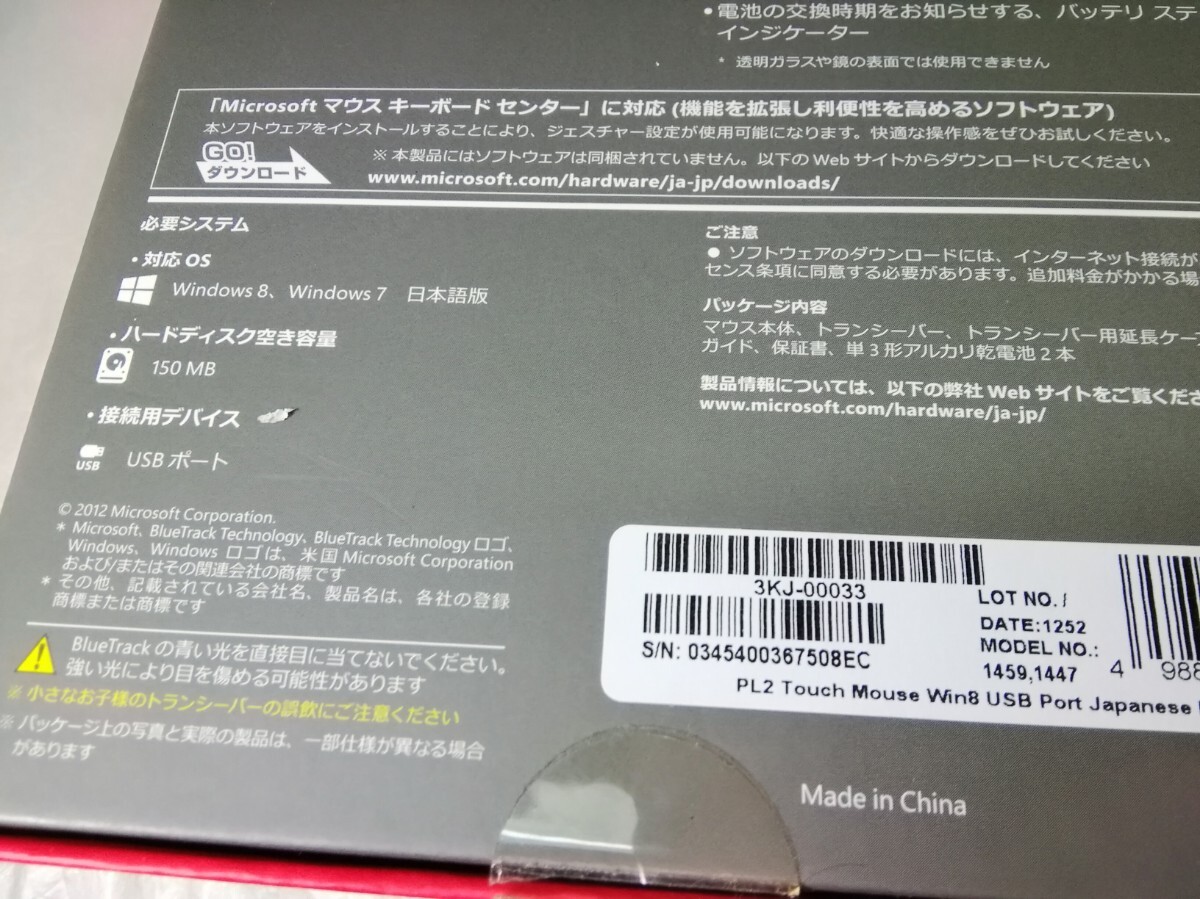 •電池の交換時期をお知らせする、バッテリ ステ
インジケーター
* 透明ガラスや鏡の表面では使用できません
「Microsoft マウス キーボード センター」に対応 (機能を拡張し利便性を高めるソフトウェア)
本ソフトウェアをインストールすることにより、ジェスチャー設定が使用可能になります。快適な操作感をぜひお試しください。
GO!
ダウンロード
※ 本製品にはソフトウェアは同梱されていません。以下の Web サイトからダウンロードしてください
www.microsoft.com/hardware/ja-jp/downloads/
必要システム
・対応 OS
Windows 8、Windows 7 日本語版
・ハードディスク空き容量
150 MB
・接続用デバイス
USB
USB ポート
© 2012 Microsoft Corporation.
* Microsoft、BlueTrack Technology、BlueTrack Technology ロゴ、
Windows、Windows ロゴは、米国 Microsoft Corporation
および/またはその関連会社の商標です
* その他、記載されている会社名、製品名は、各社の登録
商標または商標です
BlueTrack の青い光を直接目に当てないでください。
強い光により目を傷める可能性があります
※ 小さなお子様のトランシーバーの誤飲にご注意ください
※ パッケージ上の写真と実際の製品は、一部仕様が異なる場合
があります
ご注意
● ソフトウェアのダウンロードには、インターネット接続が
センス条項に同意する必要があります。追加料金がかかる場
パッケージ内容
マウス本体、トランシーバー、トランシーバー用延長ケー
ガイド、保証書、単 3 形アルカリ乾電池 2 本
製品情報については、以下の弊社 Web サイトをご覧くださ
www.microsoft.com/hardware/ja-jp/
3KJ-00033
S/N: 0345400367508EC
LOT NO.
DATE:1252
MODEL NO.:
1459,1447
4 988
PL2 Touch Mouse Win8 USB Port Japanese
Made in China